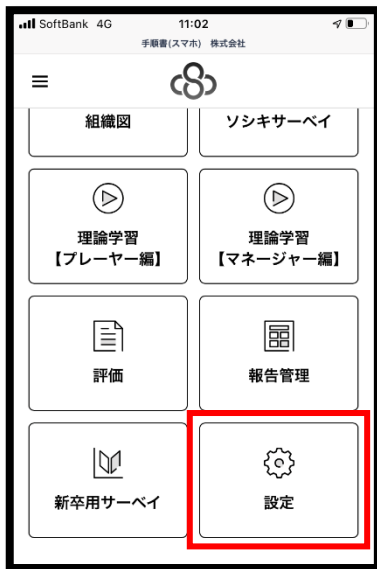 SoftBank 4G 11:02
手順書(スマホ) 株式会社
組織図
ソシキサーベイ
理論学習
【プレーヤー編】
理論学習
【マネージャー編】
評価
報告管理
新卒用サーベイ
設定